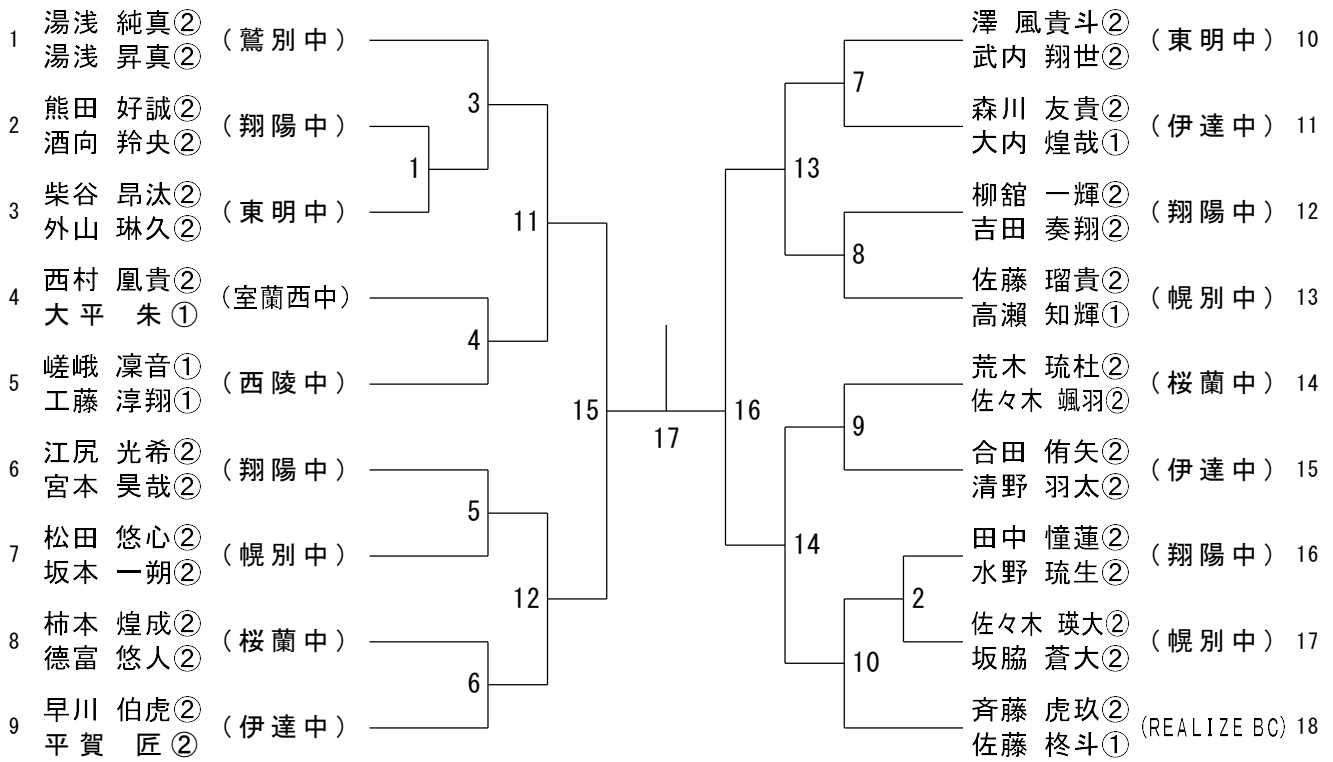 1 湯浅 純真② 湯浅 昇真② (鷲別中)
2 熊田 好誠② 酒向 羚央② (翔陽中)
3 柴谷 昂汰② 外山 琳久② (東明中)
4 西村 凰貴② 大平 朱① (室蘭西中)
5 嵯峨 凜音① 工藤 淳翔① (西陵中)
6 江尻 光希② 宮本 昊哉② (翔陽中)
7 松田 悠心② 坂本 一朔② (幌別中)
8 柿本 煌成② 德富 悠人② (桜蘭中)
9 早川 伯虎② 平賀 匠② (伊達中)
3
1
11
4
15
5
12
6
17
16
13
7
8
14
9
2
10
澤 風貴斗② 武内 翔世② (東明中) 10
森川 友貴② 大内 煌哉① (伊達中) 11
柳舘 一輝② 吉田 奏翔② (翔陽中) 12
佐藤 瑠貴② 高瀬 知輝① (幌別中) 13
荒木 琉杜② 佐々木 颯羽② (桜蘭中) 14
合田 侑矢② 清野 羽太② (伊達中) 15
田中 憧蓮② 水野 琉生② (翔陽中) 16
佐々木 瑛大② 坂脇 蒼大② (幌別中) 17
斉藤 虎玖② 佐藤 柊斗① (REALIZE BC) 18